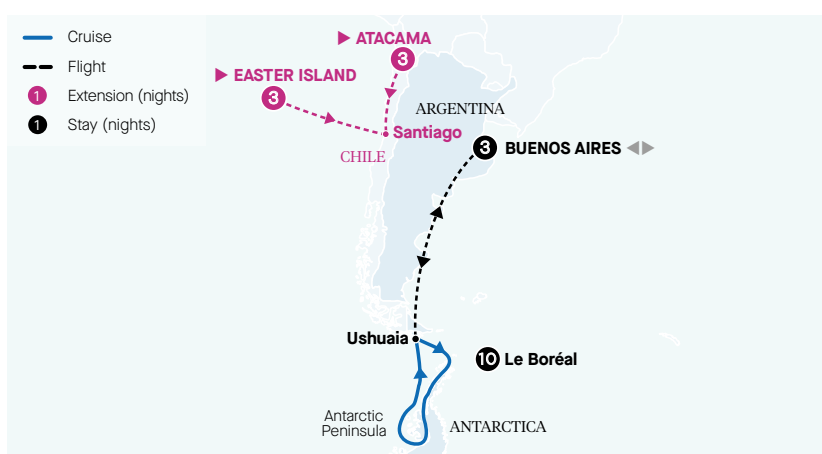 Cruise
Flight
1 Extension (nights)
1 Stay (nights)
ATACAMA
3
EASTER ISLAND
3
ARGENTINA
Santiago
3 BUENOS AIRES
CHILE
Ushuaia
10 Le Boréal
Antarctic
Peninsula
ANTARCTICA